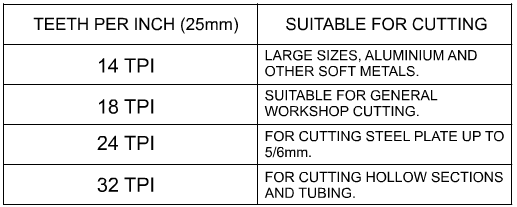 TEETH PER INCH (25mm)
SUITABLE FOR CUTTING
14 TPI
LARGE SIZES, ALUMINIUM AND
OTHER SOFT METALS.
18 TPI
SUITABLE FOR GENERAL
WORKSHOP CUTTING.
24 TPI
FOR CUTTING STEEL PLATE UP TO
5/6mm.
32 TPI
FOR CUTTING HOLLOW SECTIONS
AND TUBING.